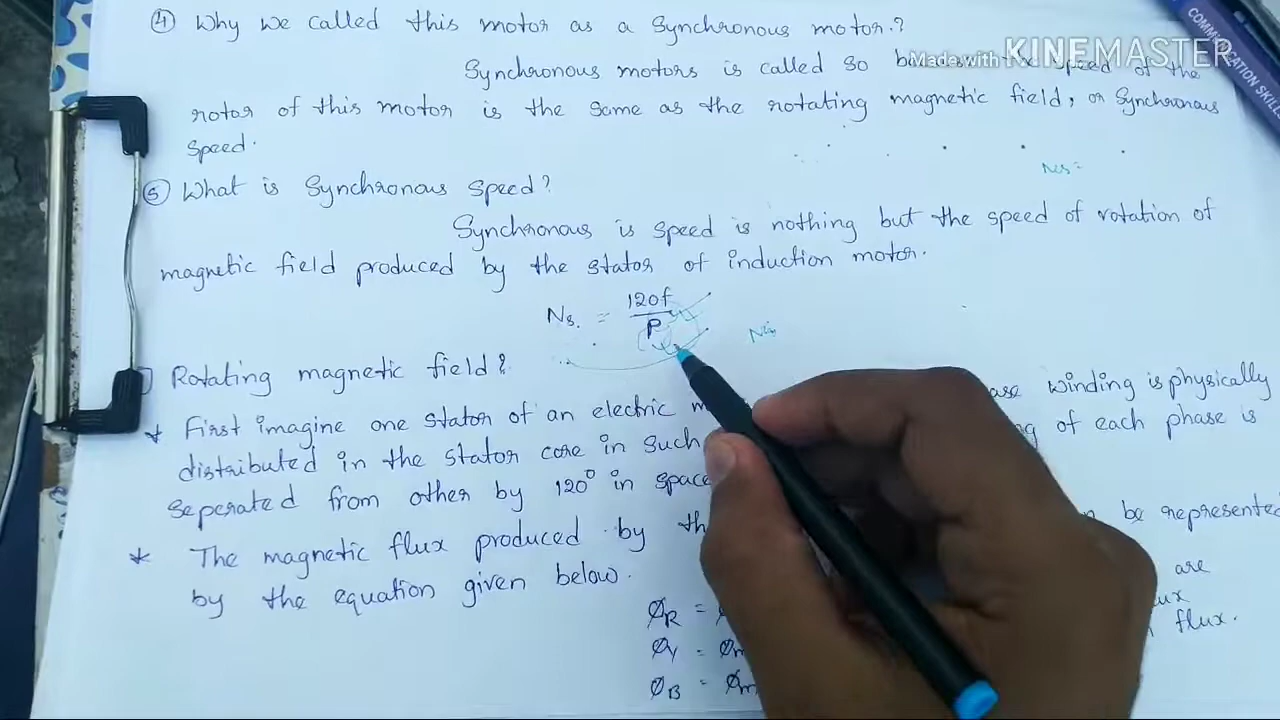 ④ Why we called this motor as a Synchronous motor.?
Made with KINEMASTER
COMMUNICATION SKILLS
Synchronous motors is called so speed of the
rotor of this motor is the same as the rotating magnetic field, or Synchronous
Speed.
Ns =
⑤ What is Synchronous Speed?
Synchronous is speed is nothing but the speed of rotation of
magnetic field produced by the stator of induction motor.
Ns. = 120f / P
Rotating magnetic field?
* First imagine one stator of an electric winding is physically
distributed in the stator core in such of each phase is
seperated from other by 120° in space
* The magnetic flux produced by be represented
by the equation given below. are
flux.
ØR =
ØY = Øm
ØB = Øm